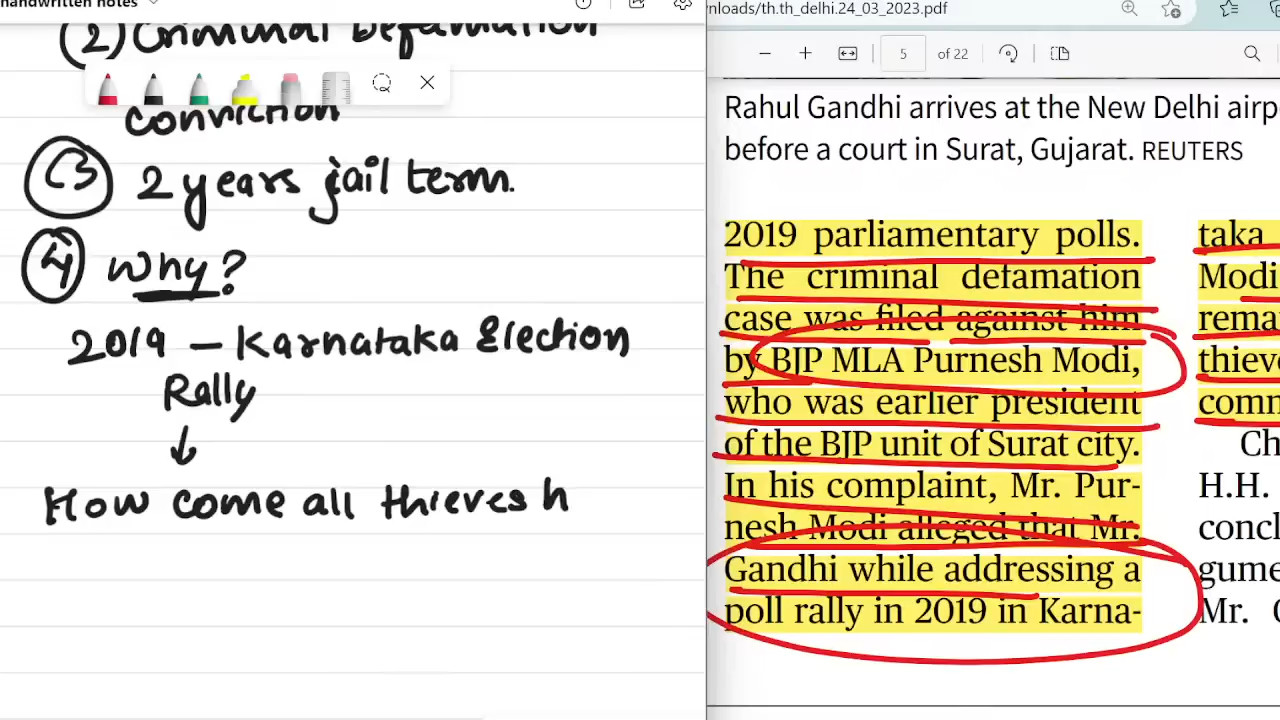 handwritten notes
(2) Criminal Defamation
conviction
(3) 2 years jail term.
(4) Why?
2019 – Karnataka Election
Rally
↓
How come all thieves h
nloads/th.th_delhi.24_03_2023.pdf
5 of 22
Rahul Gandhi arrives at the New Delhi airp
before a court in Surat, Gujarat. REUTERS
2019 parliamentary polls.
The criminal defamation
case was filed against him
by BJP MLA Purnesh Modi,
who was earlier president
of the BJP unit of Surat city.
In his complaint, Mr. Pur-
nesh Modi alleged that Mr.
Gandhi while addressing a
poll rally in 2019 in Karna-
taka
Modi
rema
thieve
comm
Ch
H.H.
concl
gume
Mr.